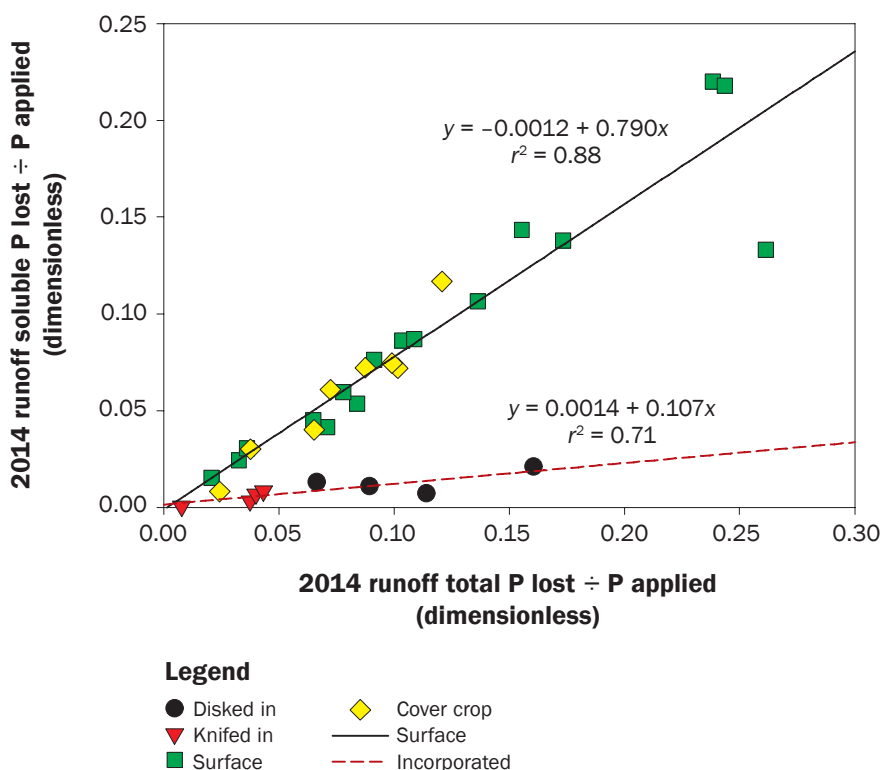 0.25
0.20
0.15
0.10
0.05
0.00
2014 runoff soluble P lost ÷ P applied
(dimensionless)
y = –0.0012 + 0.790x
r² = 0.88
y = 0.0014 + 0.107x
r² = 0.71
0.00 0.05 0.10 0.15 0.20 0.25 0.30
2014 runoff total P lost ÷ P applied
(dimensionless)
Legend
Disked in
Cover crop
Knifed in
Surface
Surface
Incorporated